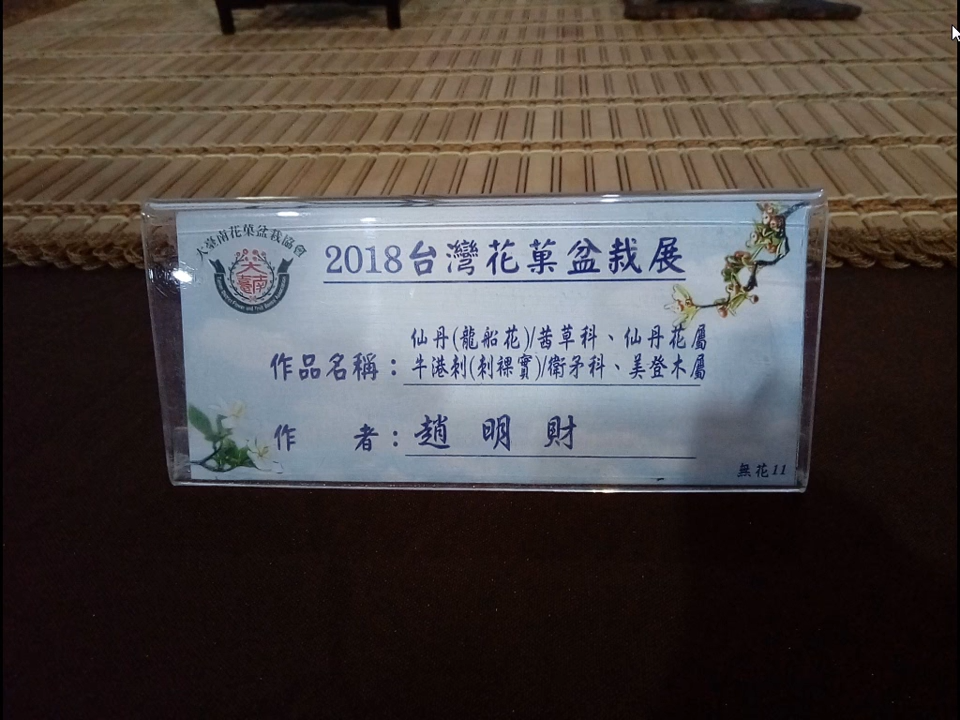 大臺南花菓盆栽協會
大
臺南
2018台灣花菓盆栽展
作品名稱：
仙丹(龍船花)/茜草科、仙丹花屬
牛港刺(刺裸實)/衛矛科、美登木屬
作 者：趙 明 財
無花11